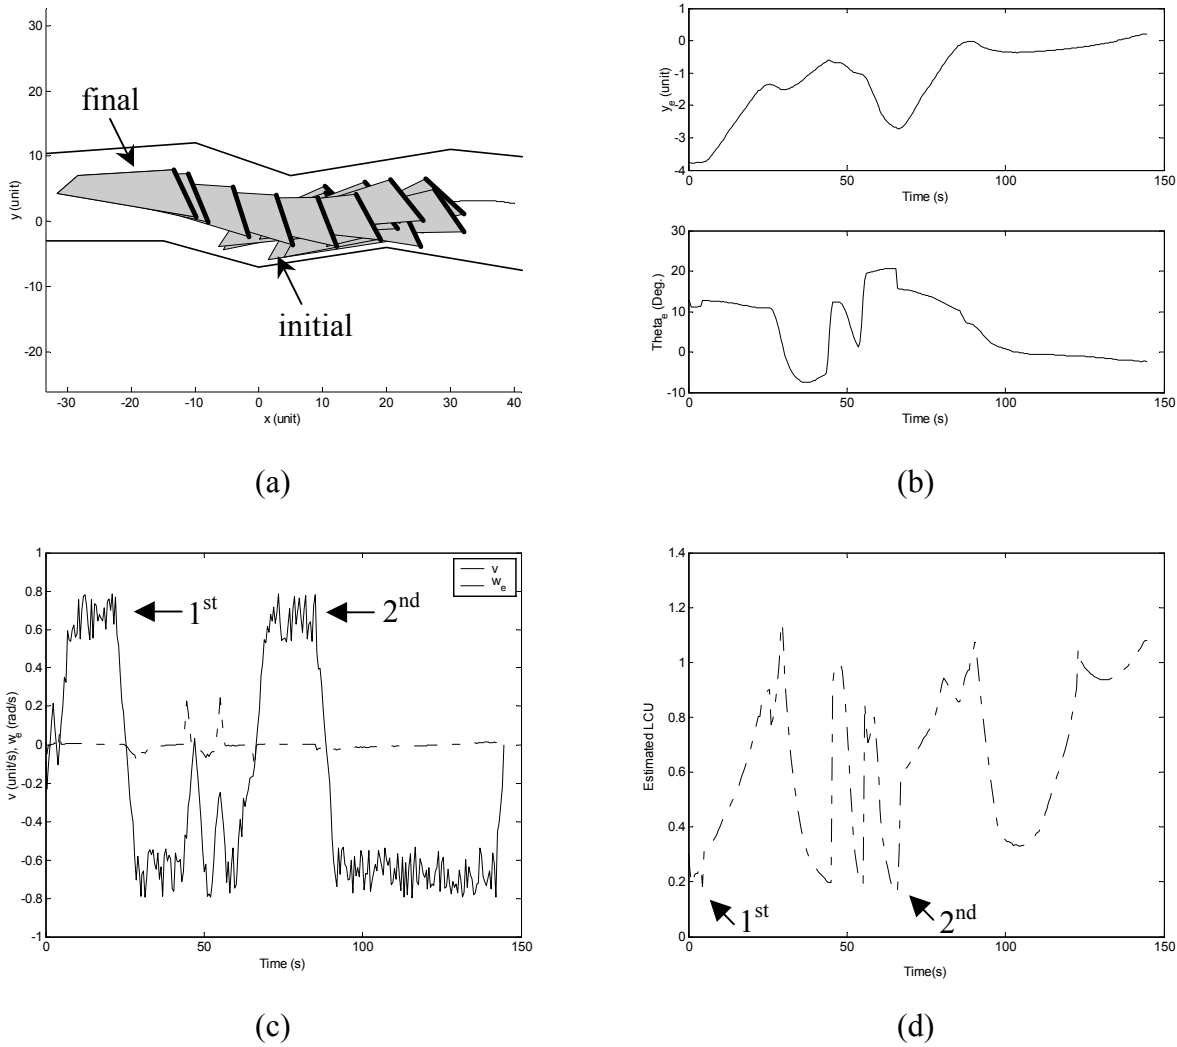 30
20
10
0
-10
-20
-30 -20 -10 0 10 20 30 40
x (unit)
y (unit)
final
initial
(a)
1
0
-1
-2
-3
-4
0 50 100 150
Time (s)
y_e (unit)
30
20
10
0
-10
0 50 100 150
Time (s)
Theta_e (Deg.)
(b)
1
0.8
0.6
0.4
0.2
0
-0.2
-0.4
-0.6
-0.8
-1
0 50 100 150
Time (s)
v (unit/s), w_e (rad/s)
v
w_e
1st
2nd
(c)
1.4
1.2
1
0.8
0.6
0.4
0.2
0
0 50 100 150
Time(s)
Estimated LCU
1st
2nd
(d)